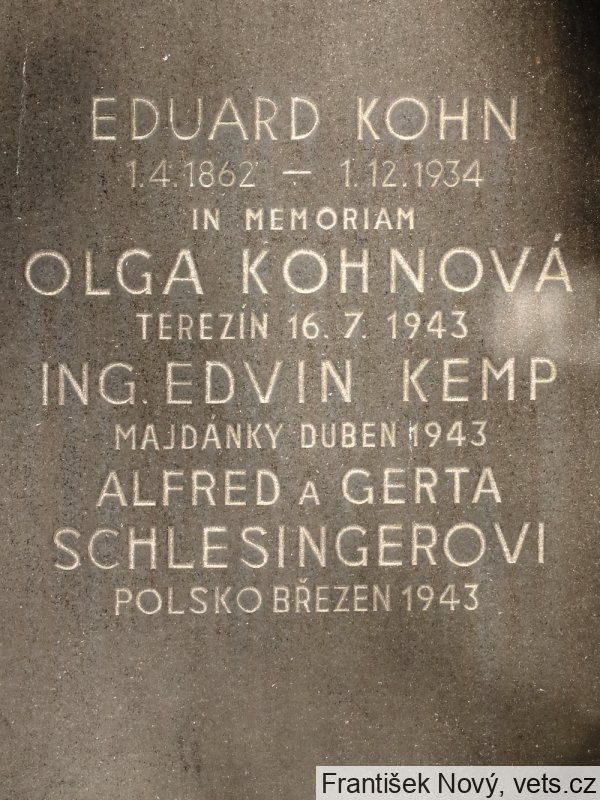 EDUARD KOHN
1.4.1862 — 1.12.1934
IN MEMORIAM
OLGA KOHNOVÁ
TEREZÍN 16.7. 1943
ING. EDVIN KEMP
MAJDÁNKY DUBEN 1943
ALFRED A GERTA
SCHLESINGEROVI
POLSKO BŘEZEN 1943
František Nový, vets.cz